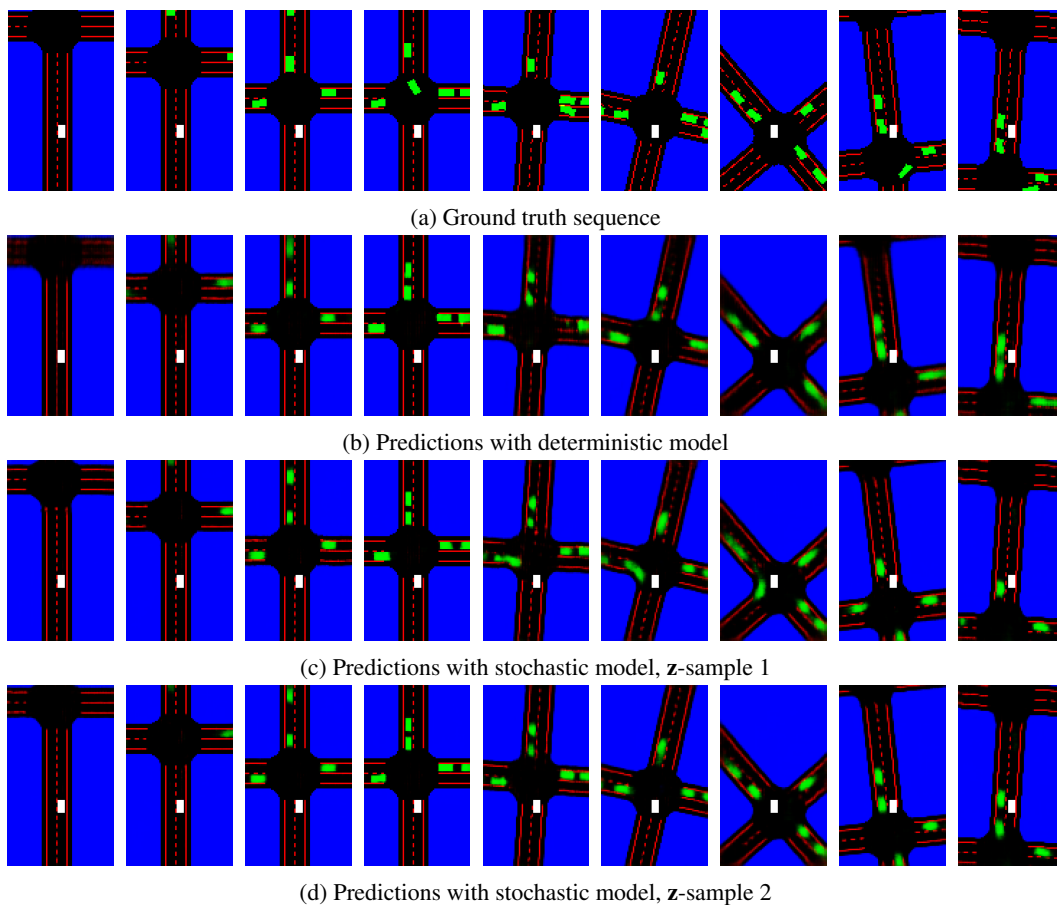 (a) Ground truth sequence
(b) Predictions with deterministic model
(c) Predictions with stochastic model, z-sample 1
(d) Predictions with stochastic model, z-sample 2